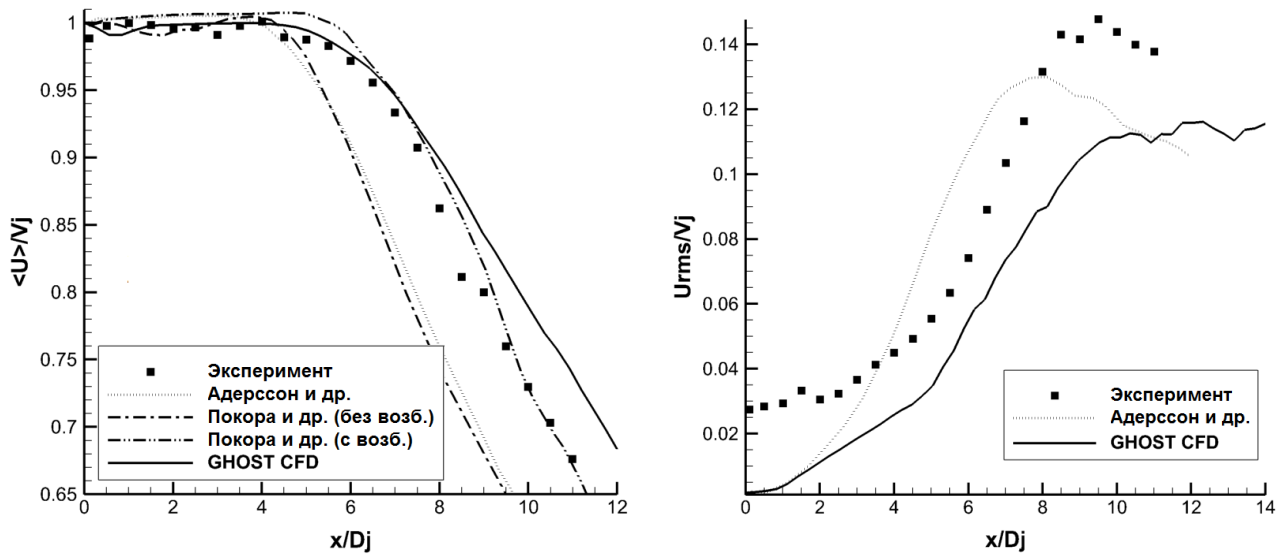 1
0.95
0.9
0.85
0.8
0.75
0.7
0.65
<U>/Vj
0 2 4 6 8 10 12
x/Dj
Эксперимент
Адерссон и др.
Покора и др. (без возб.)
Покора и др. (с возб.)
GHOST CFD
0.14
0.12
0.1
0.08
0.06
0.04
0.02
Urms/Vj
0 2 4 6 8 10 12 14
x/Dj
Эксперимент
Адерссон и др.
GHOST CFD